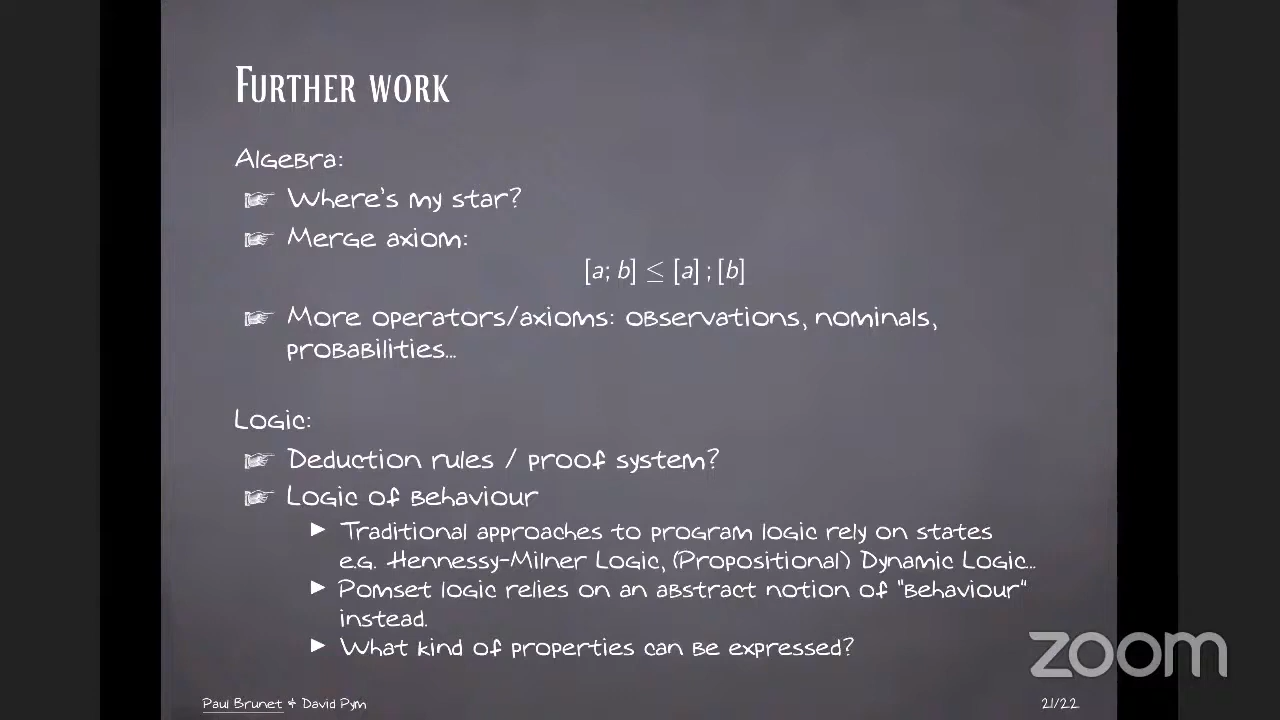 Further work
Algebra:
☞ Where's my star?
☞ Merge axiom:
[a; b] ≤ [a] ; [b]
☞ More operators/axioms: observations, nominals,
probabilities...
Logic:
☞ Deduction rules / proof system?
☞ Logic of behaviour
▶ Traditional approaches to program logic rely on states
e.g. Hennessy-Milner Logic, (Propositional) Dynamic Logic...
▶ Pomset logic relies on an abstract notion of "behaviour"
instead.
▶ What kind of properties can be expressed?
zoom
Paul Brunet & David Pym
21/22